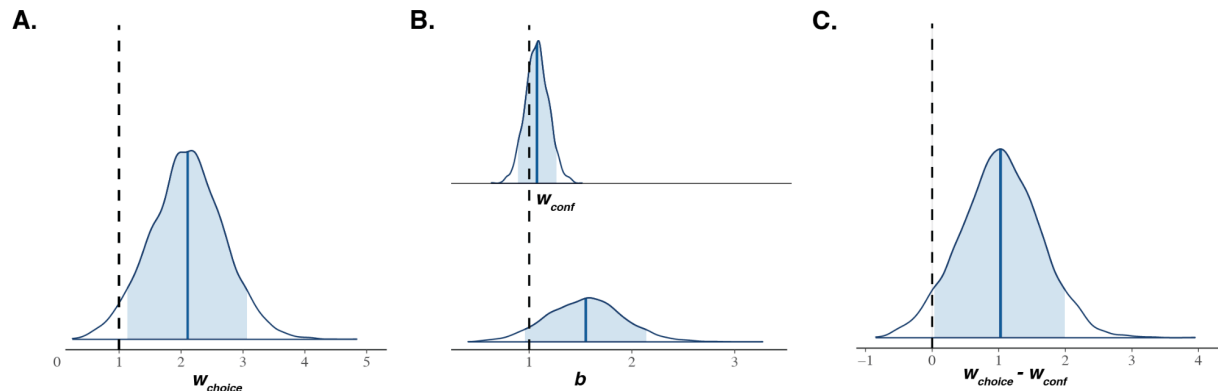 A.
B.
C.
w_conf
0 1 2 3 4 5
w_choice
1 2 3
b
−1 0 1 2 3 4
w_choice - w_conf